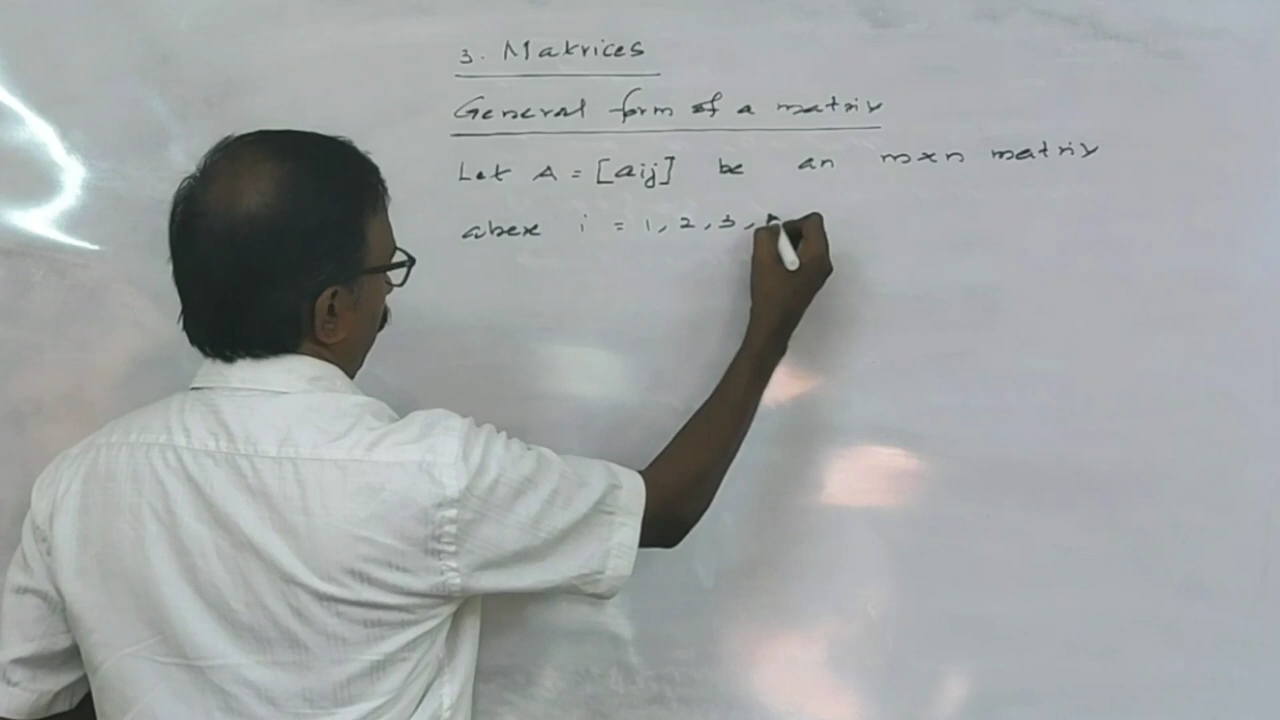 3. Matrices
General form of a matrix
Let A = [aij] be an m×n matrix
where i = 1, 2, 3,